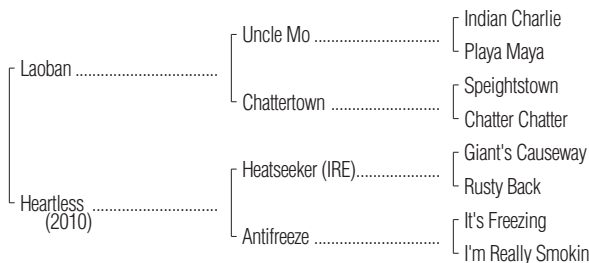 Indian Charlie
Uncle Mo ..................................
Playa Maya
Laoban ......................................
Speightstown
Chattertown .............................
Chatter Chatter
Giant's Causeway
Heatseeker (IRE)......................
Rusty Back
Heartless .................................
(2010)
It's Freezing
Antifreeze .................................
I'm Really Smokin